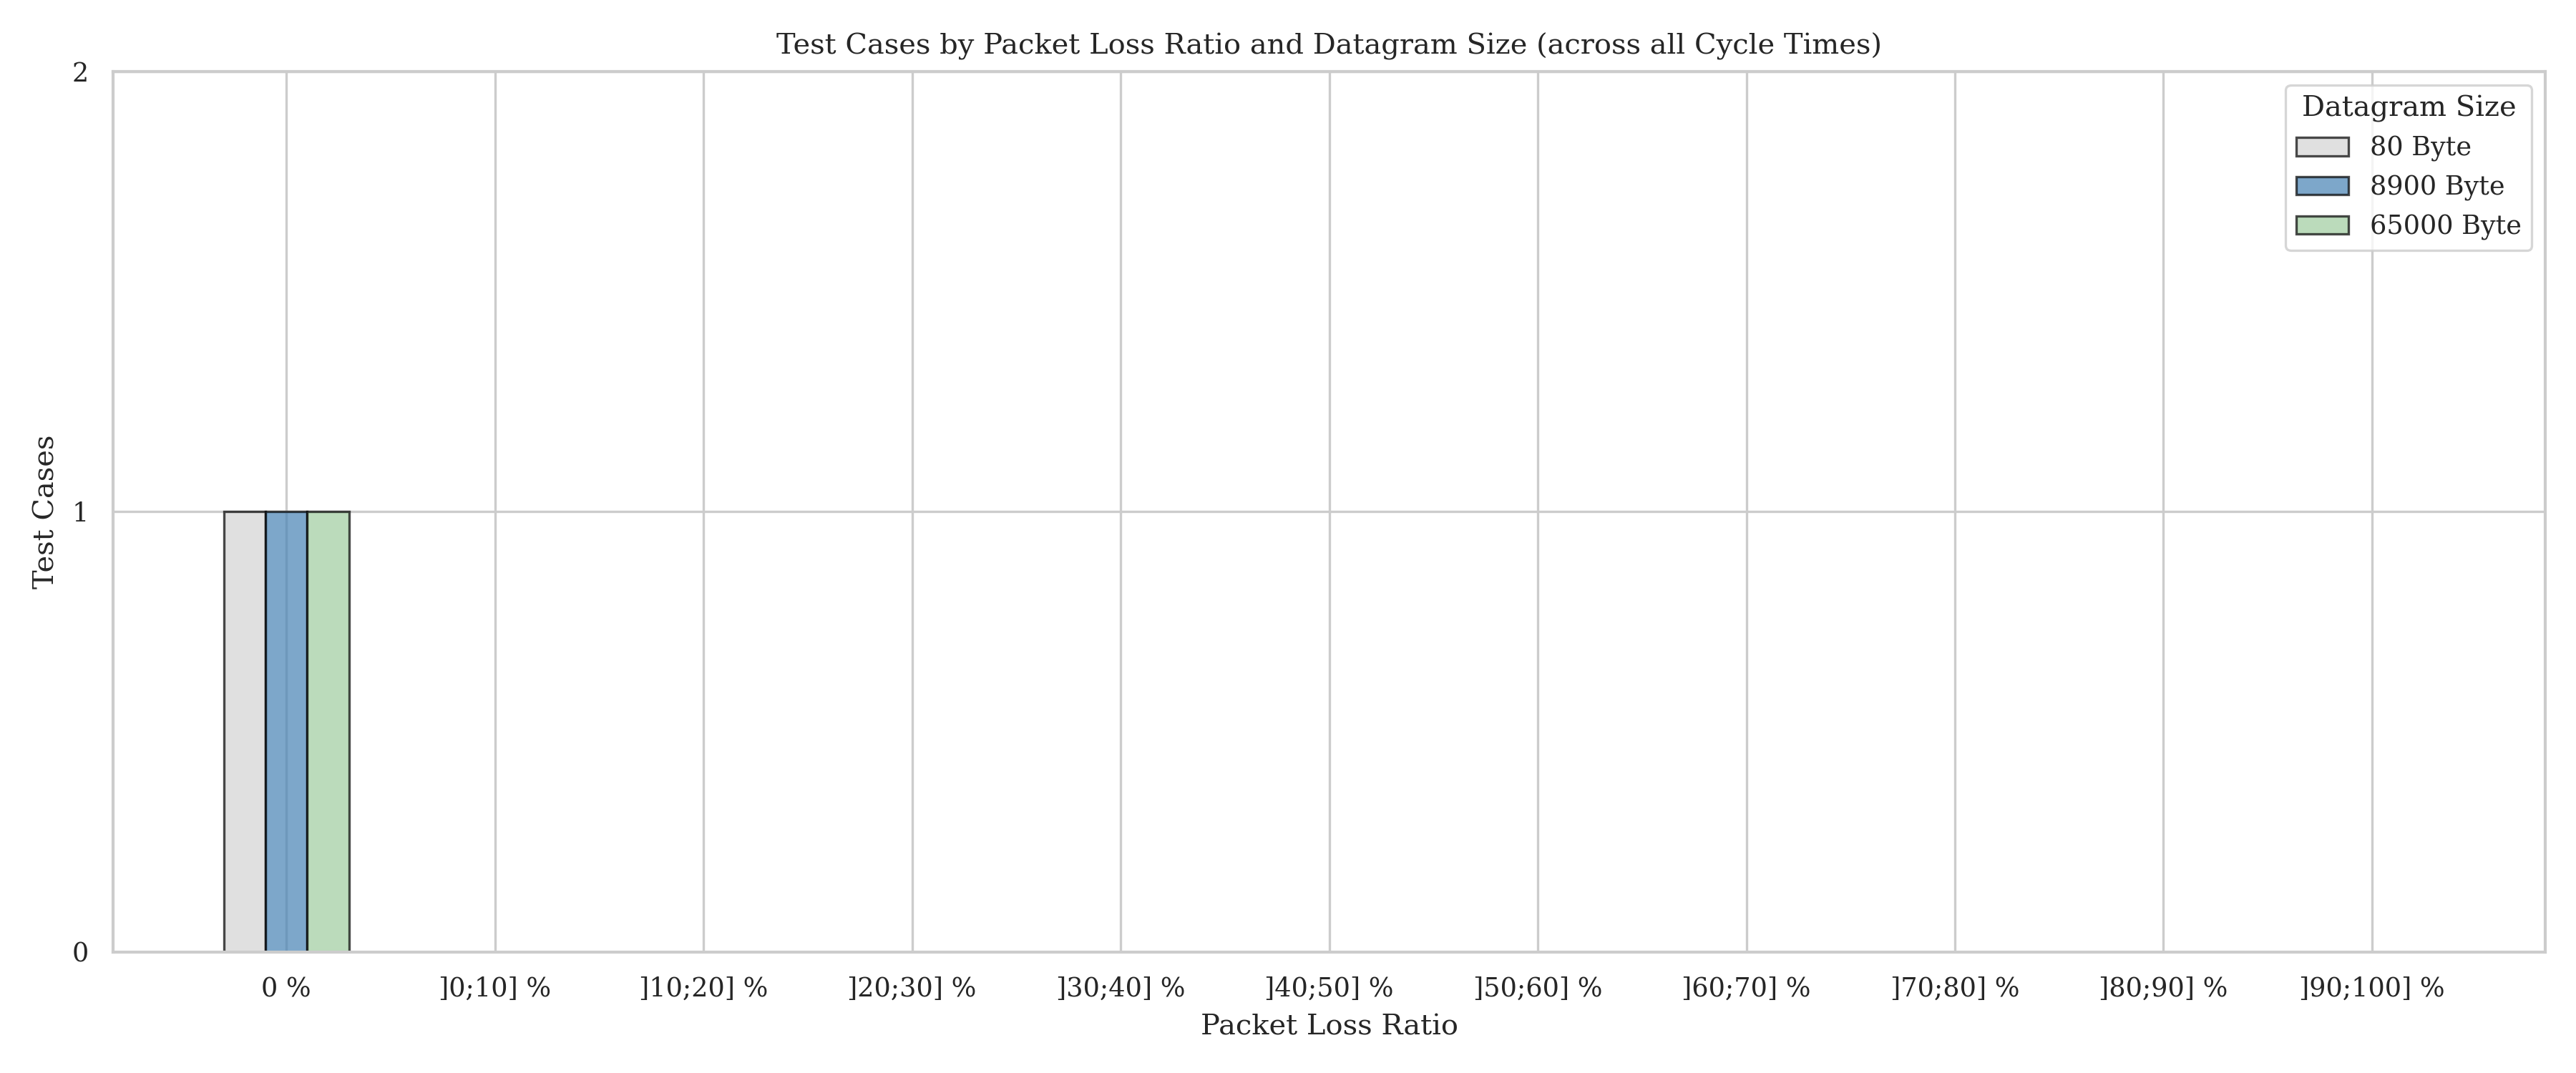 Test Cases by Packet Loss Ratio and Datagram Size (across all Cycle Times)
Datagram Size
80 Byte
8900 Byte
65000 Byte
Test Cases
2
1
0
0 %
]0;10] %
]10;20] %
]20;30] %
]30;40] %
]40;50] %
]50;60] %
]60;70] %
]70;80] %
]80;90] %
]90;100] %
Packet Loss Ratio